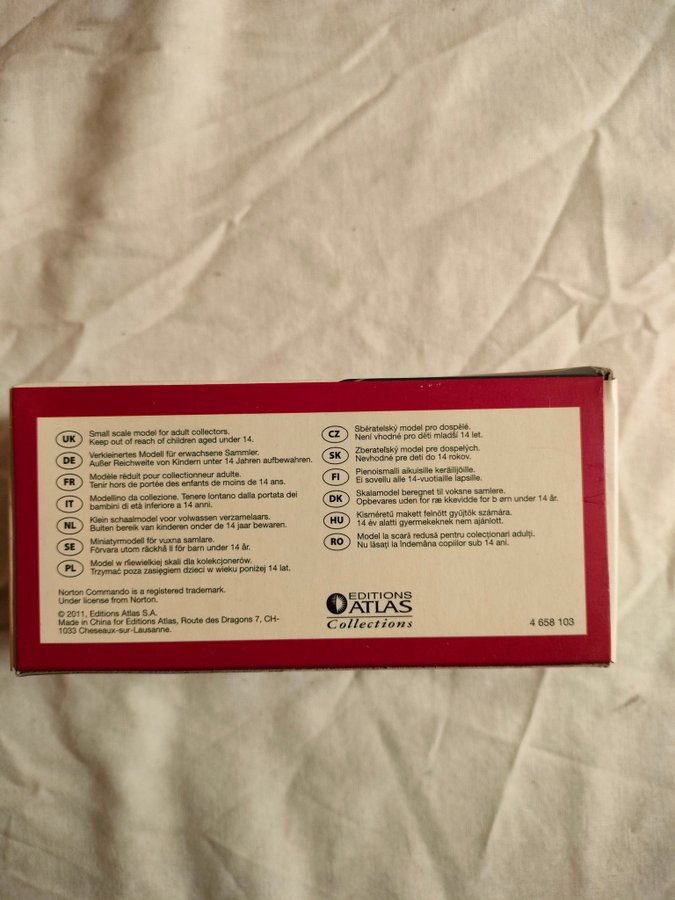 UK Small scale model for adult collectors.
Keep out of reach of children aged under 14.
DE Verkleinertes Modell für erwachsene Sammler.
Außer Reichweite von Kindern unter 14 Jahren aufbewahren.
FR Modèle réduit pour collectionneur adulte.
Tenir hors de portée des enfants de moins de 14 ans.
IT Modellino da collezione. Tenere lontano dalla portata dei
bambini di età inferiore a 14 anni.
NL Klein schaalmodel voor volwassen verzamelaars.
Buiten bereik van kinderen onder de 14 jaar bewaren.
SE Miniatyrmodell för vuxna samlare.
Förvara utom räckhå ll för barn under 14 år.
PL Model w rliewielkiej skali dla kolekcjonerów.
Trzymać poza zasięgiem dzieci w wieku poniżej 14 lat.
CZ Sběratelský model pro dospělé.
Není vhodné pro děti mladší 14 let.
SK Zberatelský model pre dospelých.
Nevhodné pre deti do 14 rokov.
FI Pienoismalli aikuisille keräilijöille.
Ei sovellu alle 14-vuotiaille lapsille.
DK Skalamodel beregnet til voksne samlere.
Opbevares uden for ræ kkevidde for b ørn under 14 år.
HU Kisméretű makett felnőtt gyűjtők számára.
14 év alatti gyermekeknek nem ajánlott.
RO Model la scară redusă pentru colecționari adulți.
Nu lăsați la îndemâna copiilor sub 14 ani.
Norton Commando is a registered trademark.
Under license from Norton.
© 2011, Editions Atlas S.A.
Made in China for Editions Atlas, Route des Dragons 7, CH-
1033 Cheseaux-sur-Lausanne.
EDITIONS
ATLAS
Collections
4 658 103